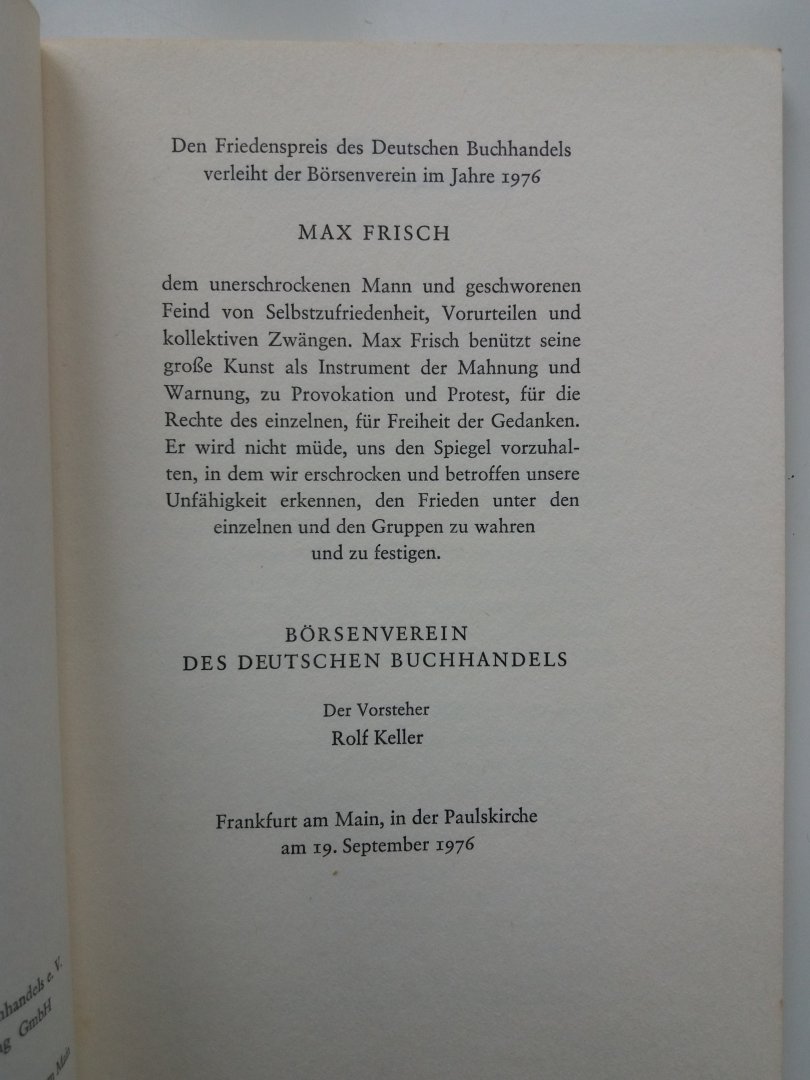 Den Friedenspreis des Deutschen Buchhandels
verleiht der Börsenverein im Jahre 1976
MAX FRISCH
dem unerschrockenen Mann und geschworenen
Feind von Selbstzufriedenheit, Vorurteilen und
kollektiven Zwängen. Max Frisch benützt seine
große Kunst als Instrument der Mahnung und
Warnung, zu Provokation und Protest, für die
Rechte des einzelnen, für Freiheit der Gedanken.
Er wird nicht müde, uns den Spiegel vorzuhal-
ten, in dem wir erschrocken und betroffen unsere
Unfähigkeit erkennen, den Frieden unter den
einzelnen und den Gruppen zu wahren
und zu festigen.
BÖRSENVEREIN
DES DEUTSCHEN BUCHHANDELS
Der Vorsteher
Rolf Keller
Frankfurt am Main, in der Paulskirche
am 19. September 1976
e. V.
GmbH
Main